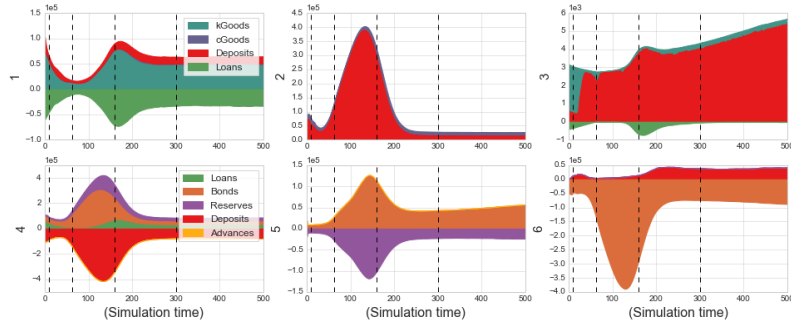 1e5
1.5
1.0
0.5
0.0
−0.5
−1.0
1
kGoods
cGoods
Deposits
Loans
0 100 200 300 400 500
1e5
4.5
4.0
3.5
3.0
2.5
2.0
1.5
1.0
0.5
0.0
2
0 100 200 300 400 500
1e3
6
5
4
3
2
1
0
−1
3
0 100 200 300 400 500
1e5
4
2
0
−2
−4
4
Loans
Bonds
Reserves
Deposits
Advances
0 100 200 300 400 500
(Simulation time)
1e5
1.5
1.0
0.5
0.0
−0.5
−1.0
−1.5
5
0 100 200 300 400 500
(Simulation time)
1e5
0.5
0.0
−0.5
−1.0
−1.5
−2.0
−2.5
−3.0
−3.5
−4.0
6
0 100 200 300 400 500
(Simulation time)